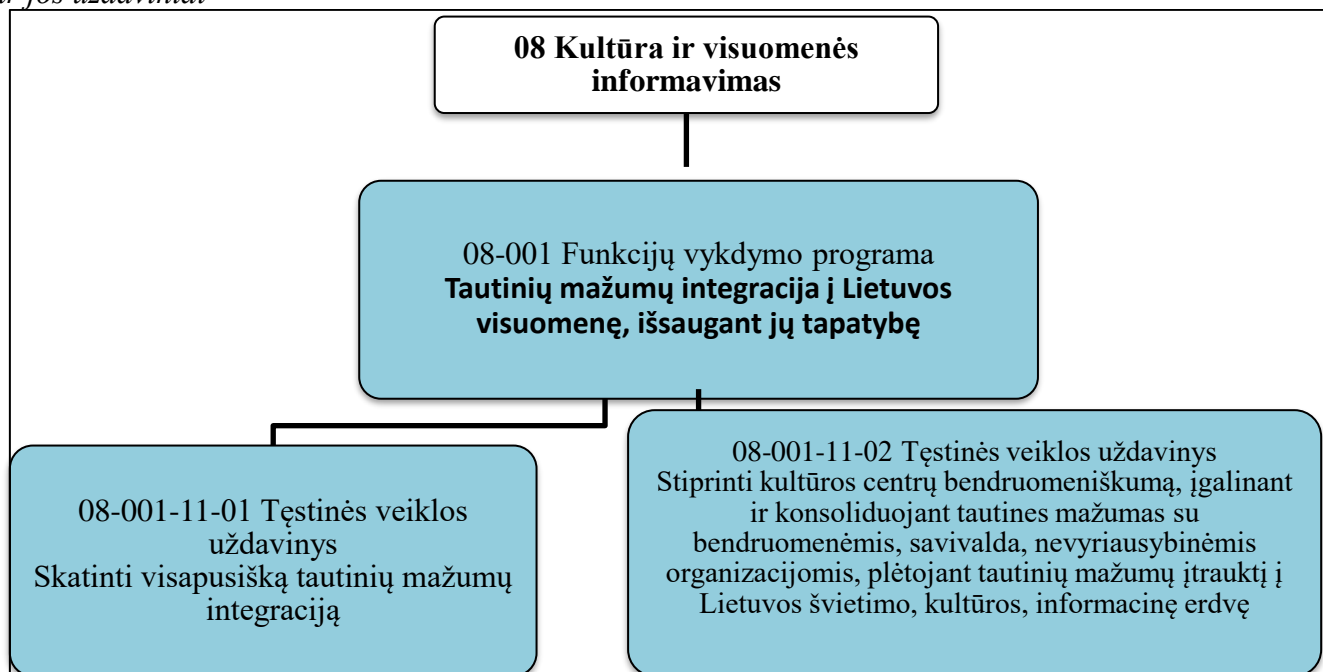 ir jos uždaviniai
08 Kultūra ir visuomenės
informavimas
08-001 Funkcijų vykdymo programa
Tautinių mažumų integracija į Lietuvos
visuomenę, išsaugant jų tapatybę
08-001-11-01 Tęstinės veiklos
uždavinys
Skatinti visapusišką tautinių mažumų
integraciją
08-001-11-02 Tęstinės veiklos uždavinys
Stiprinti kultūros centrų bendruomeniškumą, įgalinant
ir konsoliduojant tautines mažumas su
bendruomenėmis, savivalda, nevyriausybinėmis
organizacijomis, plėtojant tautinių mažumų įtrauktį į
Lietuvos švietimo, kultūros, informacinę erdvę